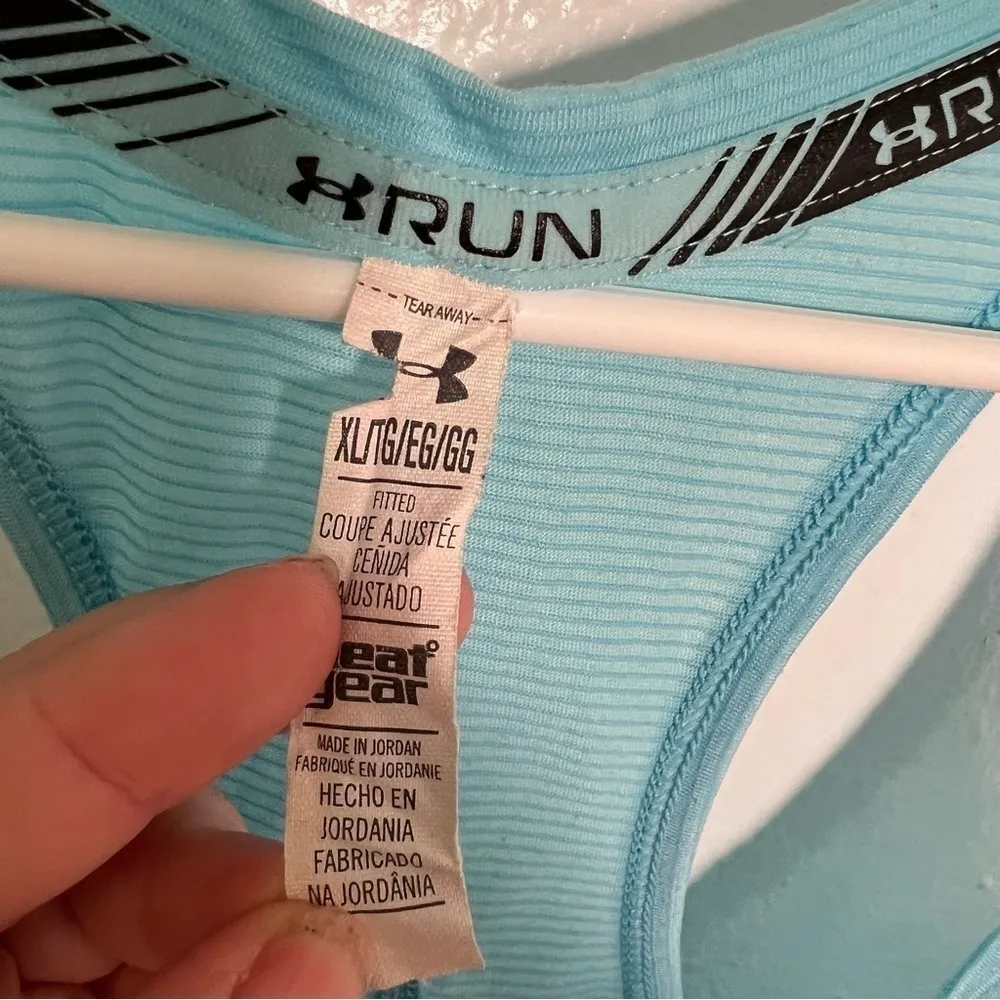 RUN
R
TEAR AWAY
XL/TG/EG/GG
FITTED
COUPE AJUSTÉE
CEÑIDA
AJUSTADO
eat
gear
MADE IN JORDAN
FABRIQUÉ EN JORDANIE
HECHO EN
JORDANIA
FABRICADO
NA JORDÂNIA